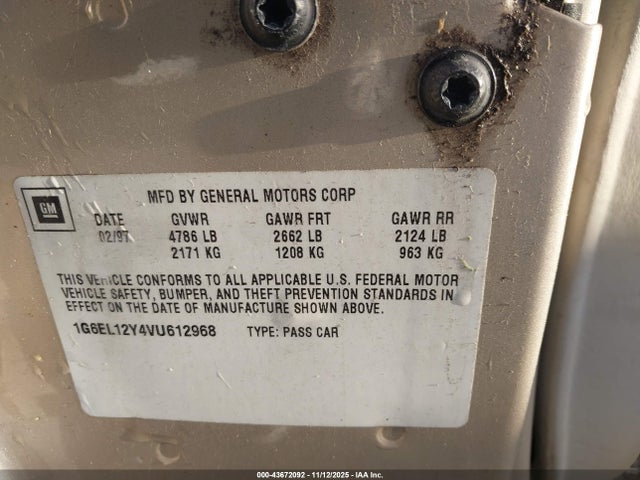 GM
MFD BY GENERAL MOTORS CORP
DATE GVWR GAWR FRT GAWR RR
02/97 4786 LB 2662 LB 2124 LB
2171 KG 1208 KG 963 KG
THIS VEHICLE CONFORMS TO ALL APPLICABLE U.S. FEDERAL MOTOR
VEHICLE SAFETY, BUMPER, AND THEFT PREVENTION STANDARDS IN
EFFECT ON THE DATE OF MANUFACTURE SHOWN ABOVE.
1G6EL12Y4VU612968 TYPE: PASS CAR
000-43672092 - 11/12/2025 - IAA Inc.